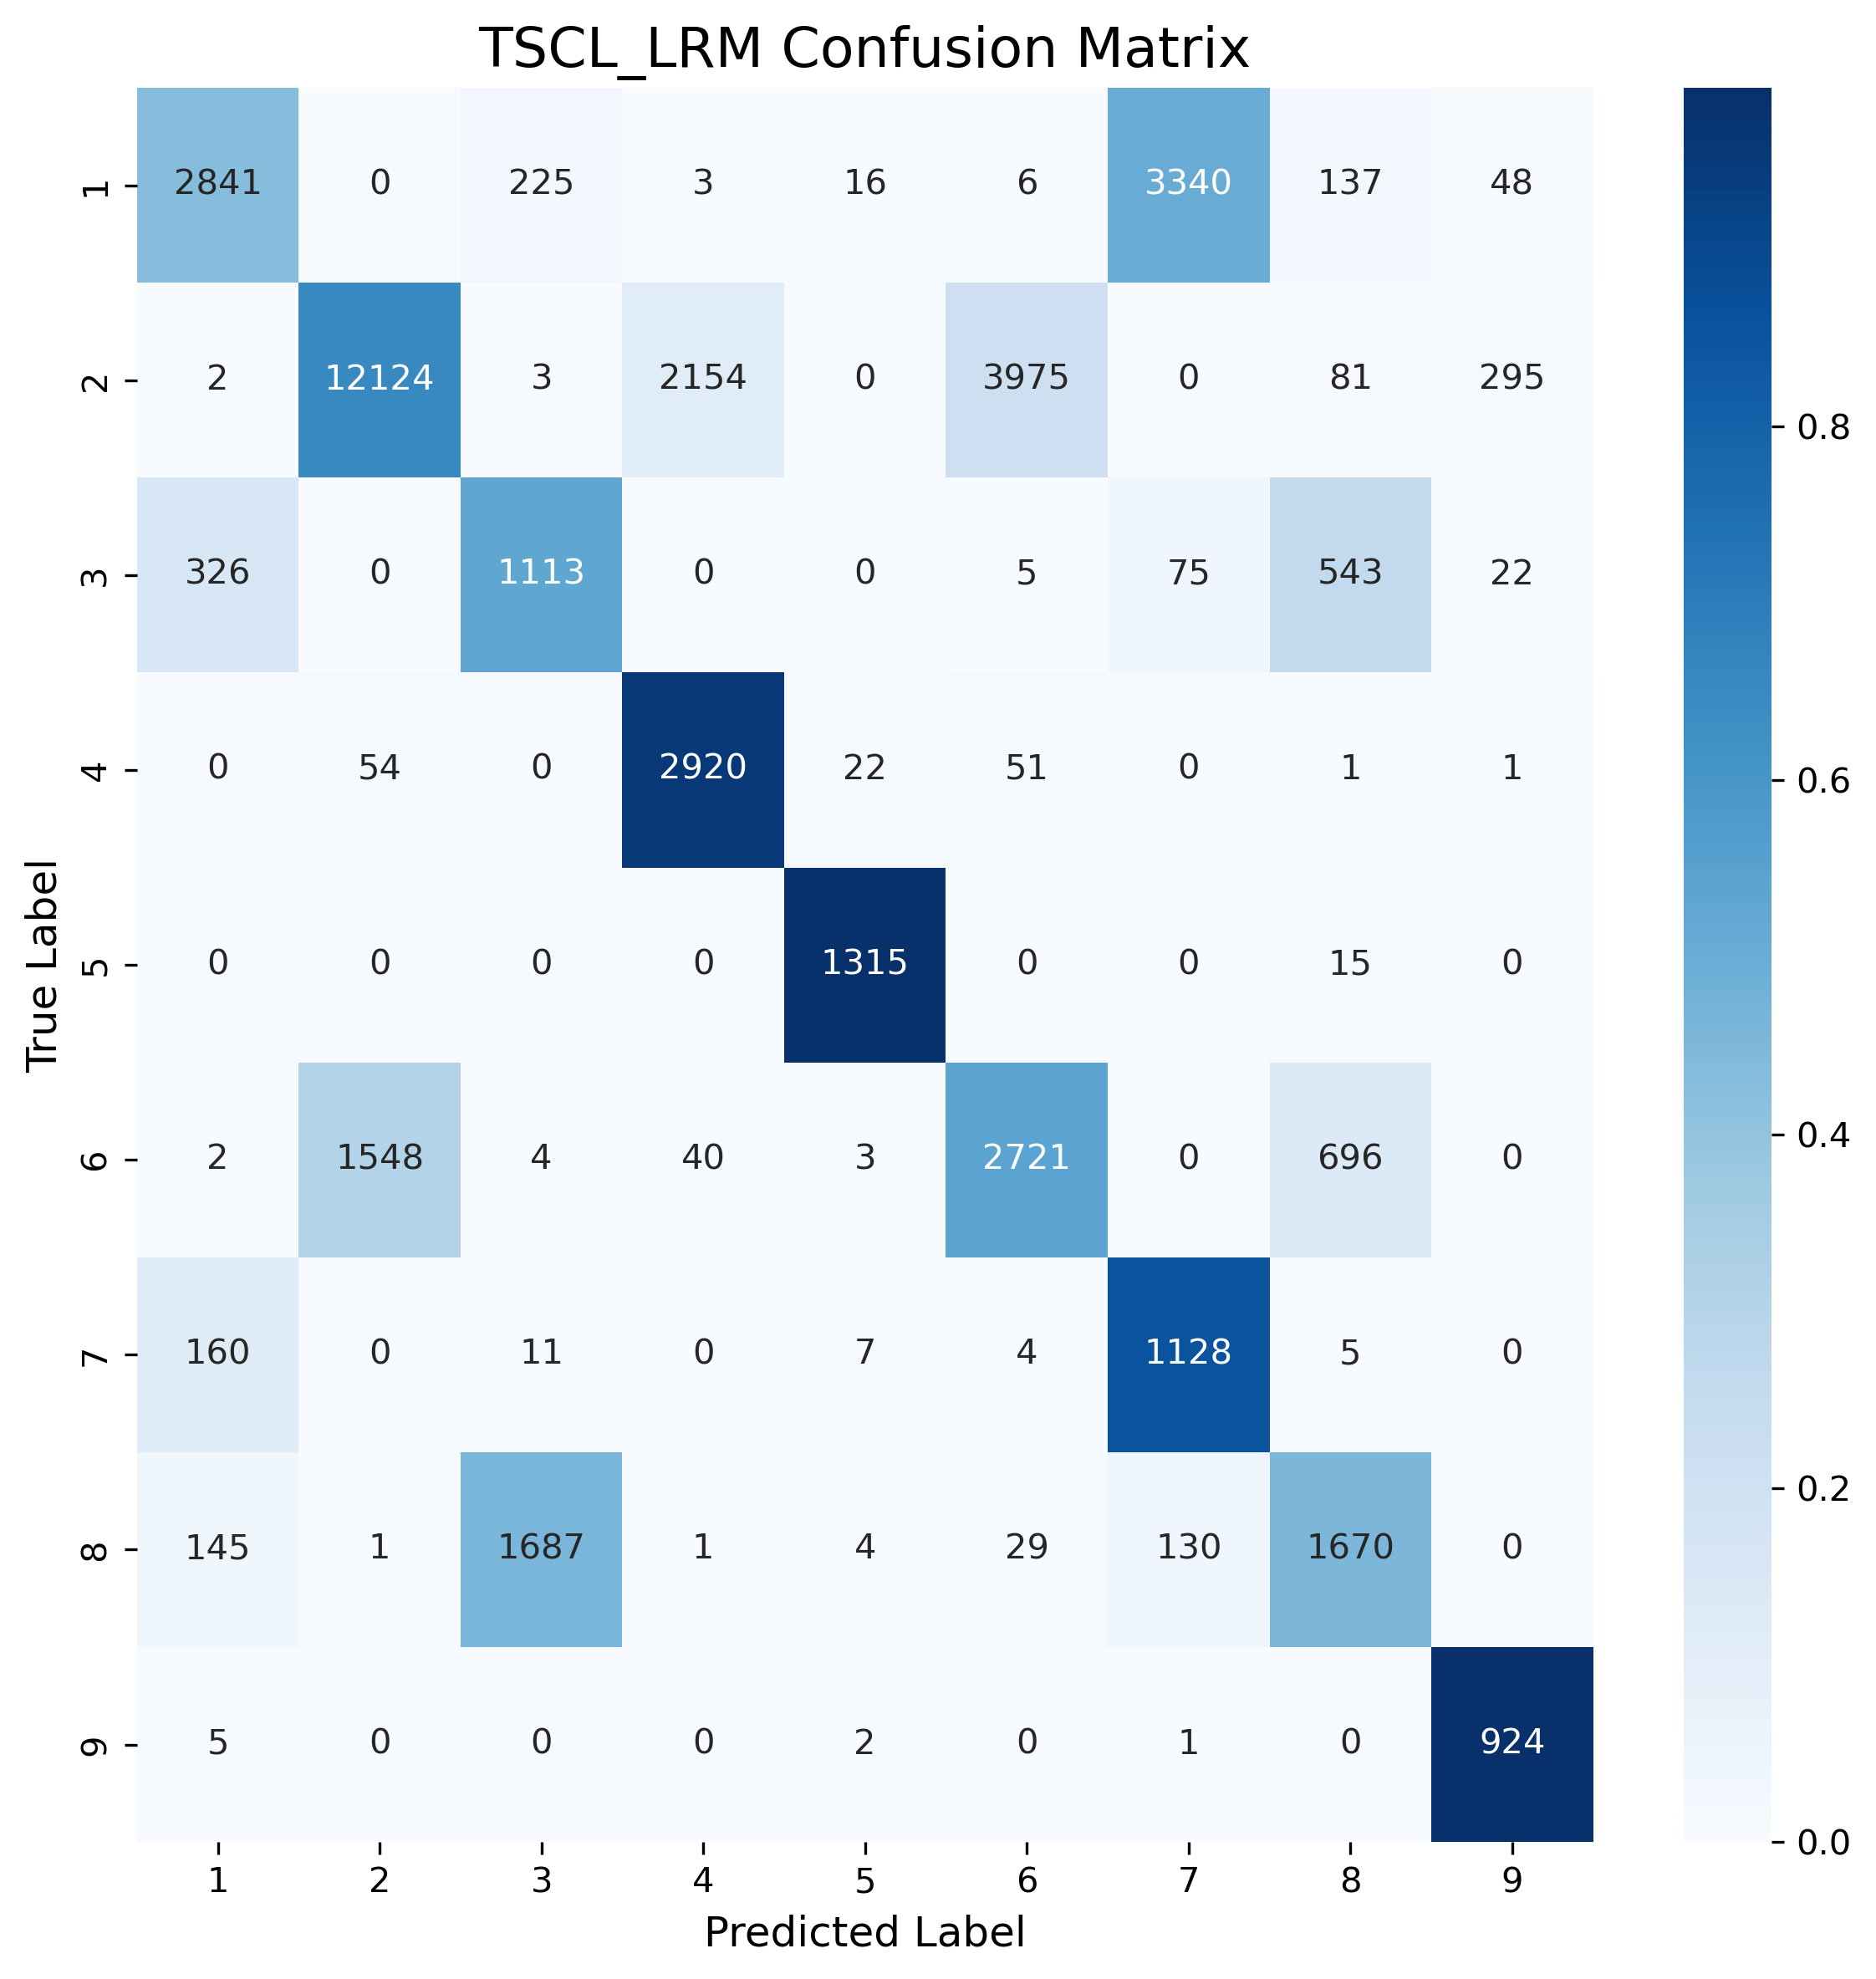 TSCL_LRM Confusion Matrix
1 2841 0 225 3 16 6 3340 137 48
2 2 12124 3 2154 0 3975 0 81 295
3 326 0 1113 0 0 5 75 543 22
4 0 54 0 2920 22 51 0 1 1
5 0 0 0 0 1315 0 0 15 0
6 2 1548 4 40 3 2721 0 696 0
7 160 0 11 0 7 4 1128 5 0
8 145 1 1687 1 4 29 130 1670 0
9 5 0 0 0 2 0 1 0 924
1 2 3 4 5 6 7 8 9
Predicted Label
True Label
0.8
0.6
0.4
0.2
0.0